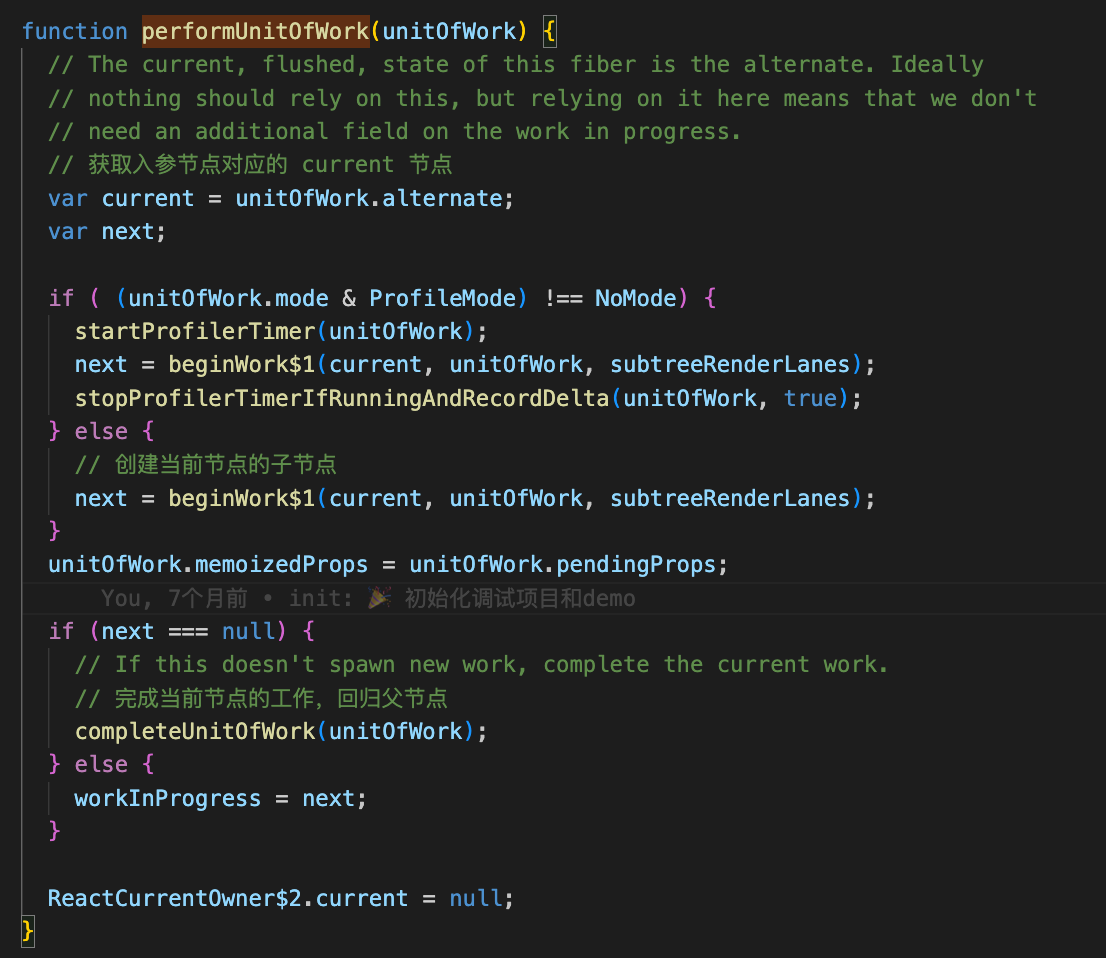 function performUnitOfWork(unitOfWork) {
  // The current, flushed, state of this fiber is the alternate. Ideally
  // nothing should rely on this, but relying on it here means that we don't
  // need an additional field on the work in progress.
  // 获取入参节点对应的 current 节点
  var current = unitOfWork.alternate;
  var next;

  if ( (unitOfWork.mode & ProfileMode) !== NoMode) {
    startProfilerTimer(unitOfWork);
    next = beginWork$1(current, unitOfWork, subtreeRenderLanes);
    stopProfilerTimerIfRunningAndRecordDelta(unitOfWork, true);
  } else {
    // 创建当前节点的子节点
    next = beginWork$1(current, unitOfWork, subtreeRenderLanes);
  }
  unitOfWork.memoizedProps = unitOfWork.pendingProps;
      You, 7个月前 • init: 🎉 初始化调试项目和demo
  if (next === null) {
    // If this doesn't spawn new work, complete the current work.
    // 完成当前节点的工作，回归父节点
    completeUnitOfWork(unitOfWork);
  } else {
    workInProgress = next;
  }

  ReactCurrentOwner$2.current = null;
}